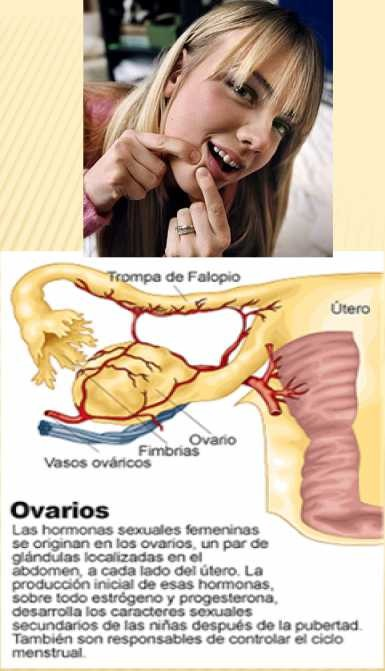 Trompa de Falopio
Útero
Ovario
Fimbrias
Vasos ováricos
Ovarios
Las hormonas sexuales femeninas
se originan en los ovarios, un par de
glándulas localizadas en el
abdomen, a cada lado del útero. La
producción inicial de esas hormonas,
sobre todo estrógeno y progesterona,
desarrolla los caracteres sexuales
secundarios de las niñas después de la pubertad.
También son responsables de controlar el ciclo
menstrual.